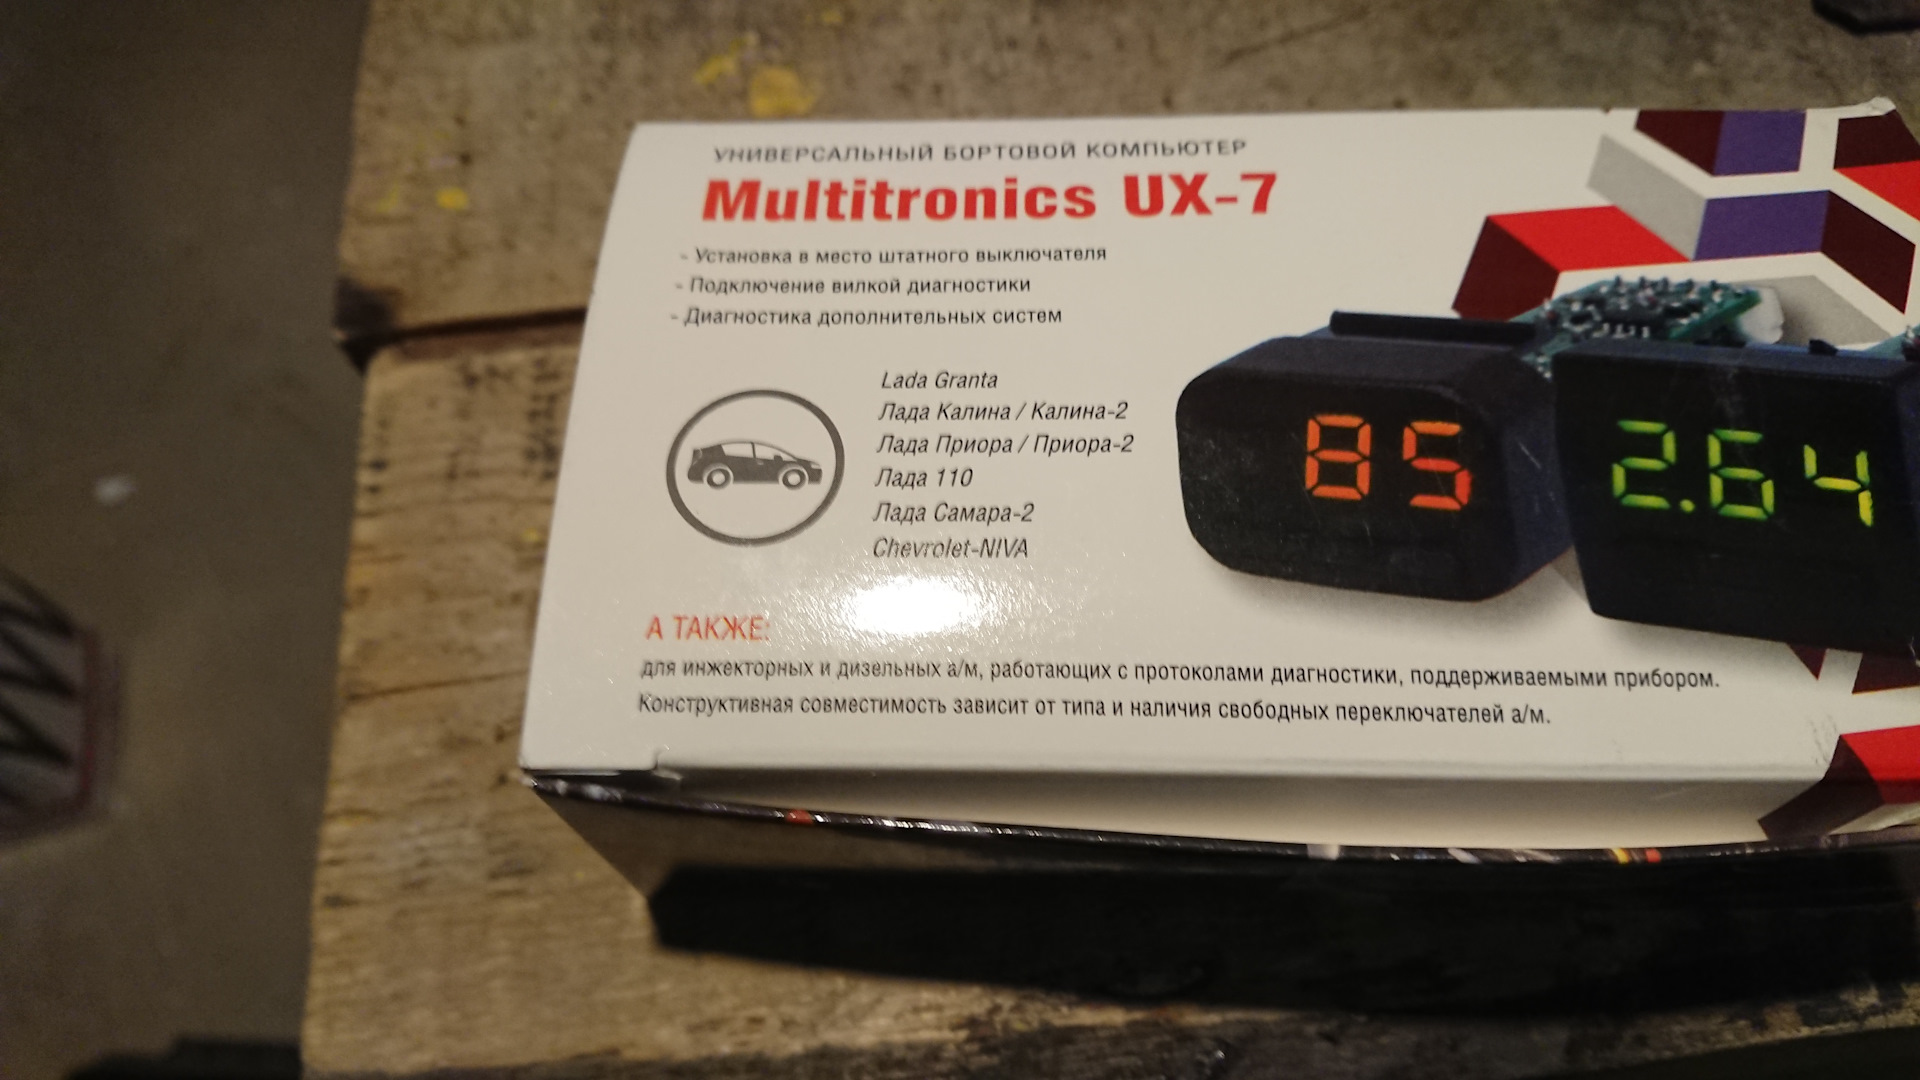 УНИВЕРСАЛЬНЫЙ БОРТОВОЙ КОМПЬЮТЕР
Multitronics UX-7
- Установка в место штатного выключателя
- Подключение вилкой диагностики
- Диагностика дополнительных систем
Lada Granta
Лада Калина / Калина-2
Лада Приора / Приора-2
Лада 110
Лада Самара-2
Chevrolet-NIVA
85
2.64
А ТАКЖЕ:
для инжекторных и дизельных а/м, работающих с протоколами диагностики, поддерживаемыми прибором.
Конструктивная совместимость зависит от типа и наличия свободных переключателей а/м.